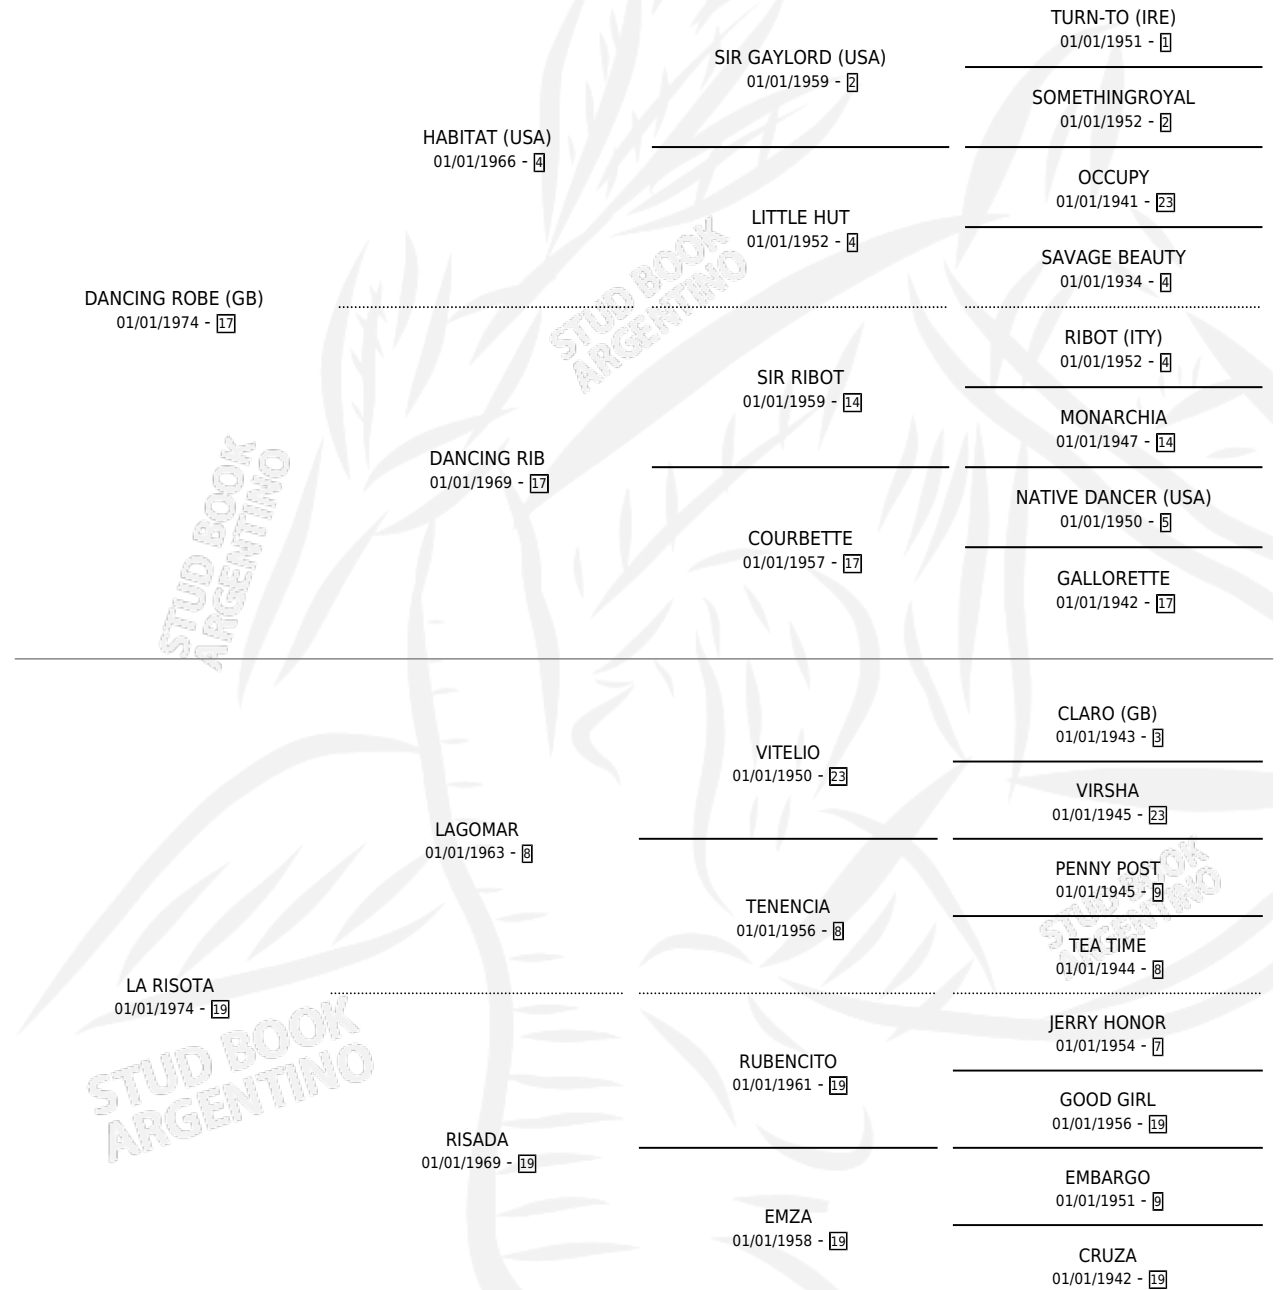 TURN-TO (IRE)
01/01/1951 - 1
SIR GAYLORD (USA)
01/01/1959 - 2
SOMETHINGROYAL
01/01/1952 - 2
HABITAT (USA)
01/01/1966 - 4
OCCUPY
01/01/1941 - 23
LITTLE HUT
01/01/1952 - 4
SAVAGE BEAUTY
01/01/1934 - 4
DANCING ROBE (GB)
01/01/1974 - 17
STUD BOOK
ARGENTINO
RIBOT (ITY)
01/01/1952 - 4
SIR RIBOT
01/01/1959 - 14
MONARCHIA
01/01/1947 - 14
DANCING RIB
01/01/1969 - 17
NATIVE DANCER (USA)
01/01/1950 - 5
COURBETTE
01/01/1957 - 17
GALLORETTE
01/01/1942 - 17
STUD BOOK
ARGENTINO
CLARO (GB)
01/01/1943 - 3
VITELIO
01/01/1950 - 23
VIRSHA
01/01/1945 - 23
LAGOMAR
01/01/1963 - 8
PENNY POST
01/01/1945 - 9
TENENCIA
01/01/1956 - 8
TEA TIME
01/01/1944 - 8
STUD BOOK
ARGENTINO
LA RISOTA
01/01/1974 - 19
JERRY HONOR
01/01/1954 - 7
RUBENCITO
01/01/1961 - 19
GOOD GIRL
01/01/1956 - 19
STUD BOOK
ARGENTINO
RISADA
01/01/1969 - 19
EMBARGO
01/01/1951 - 9
EMZA
01/01/1958 - 19
CRUZA
01/01/1942 - 19